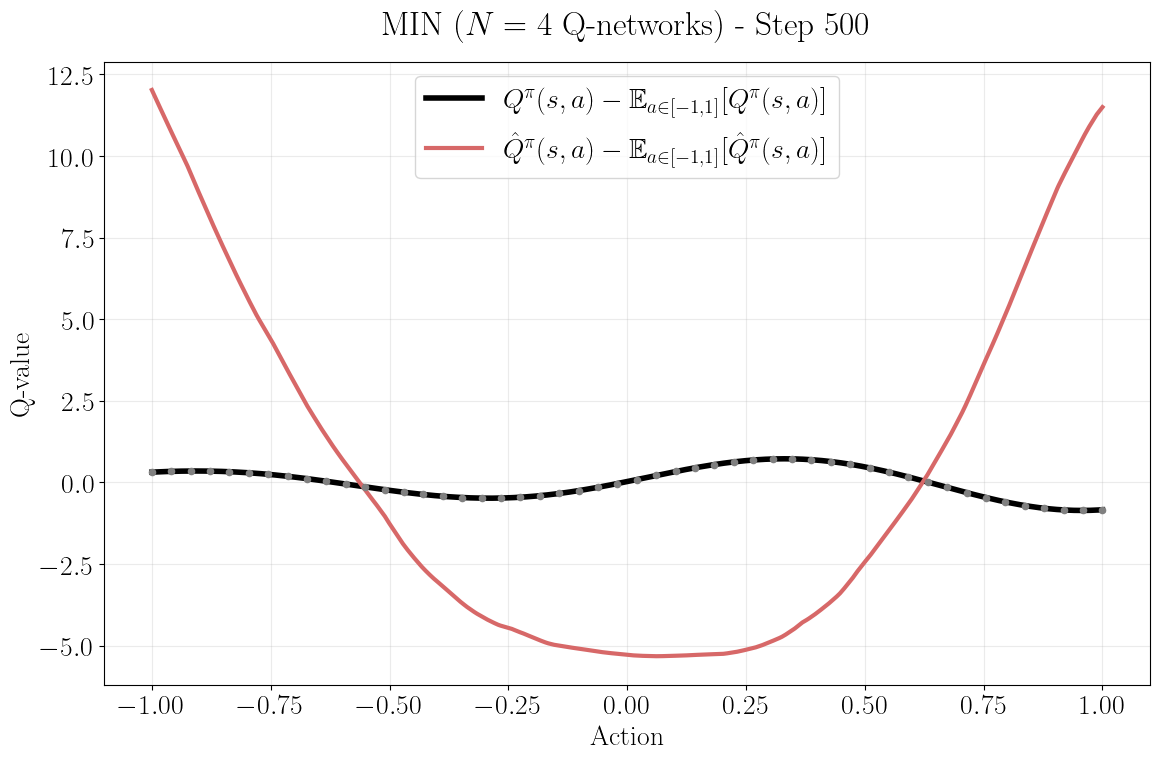 MIN (N = 4 Q-networks) - Step 500
Q^π(s, a) − 𝔼_{a∈[−1,1]}[Q^π(s, a)]
Q̂^π(s, a) − 𝔼_{a∈[−1,1]}[Q̂^π(s, a)]
12.5
10.0
7.5
5.0
2.5
0.0
−2.5
−5.0
Q-value
−1.00 −0.75 −0.50 −0.25 0.00 0.25 0.50 0.75 1.00
Action